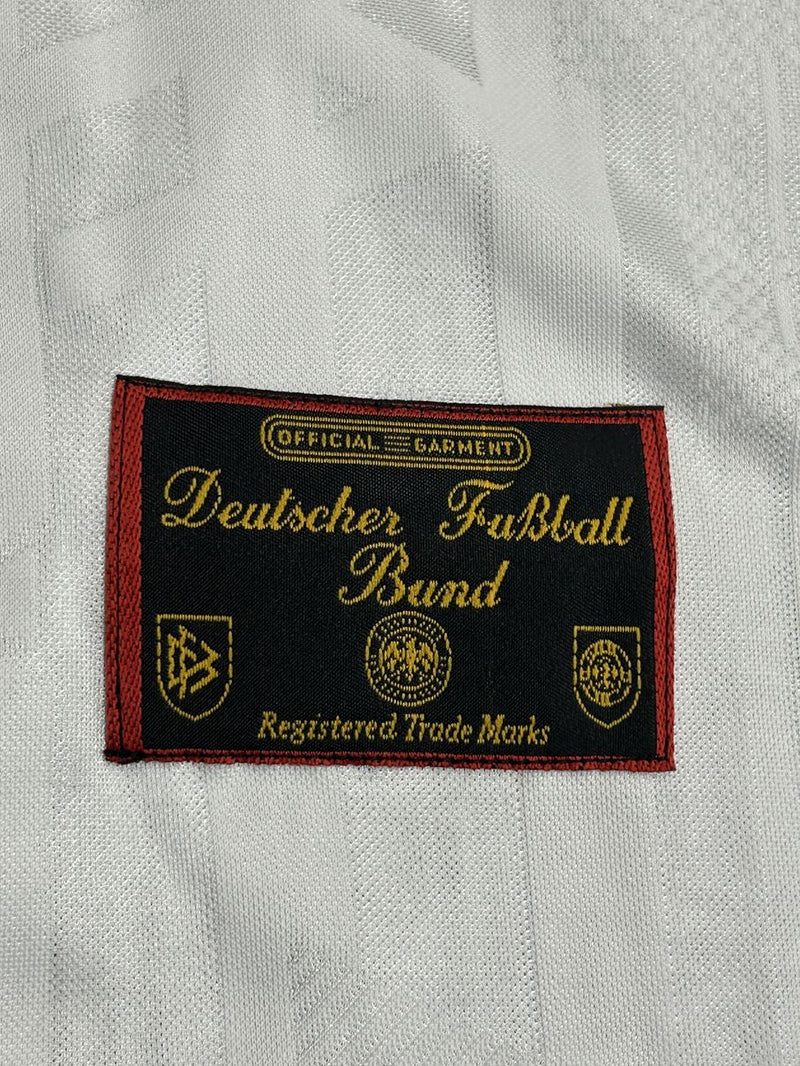 OFFICIAL GARMENT
Deutscher Fußball
Bund
Registered Trade Marks